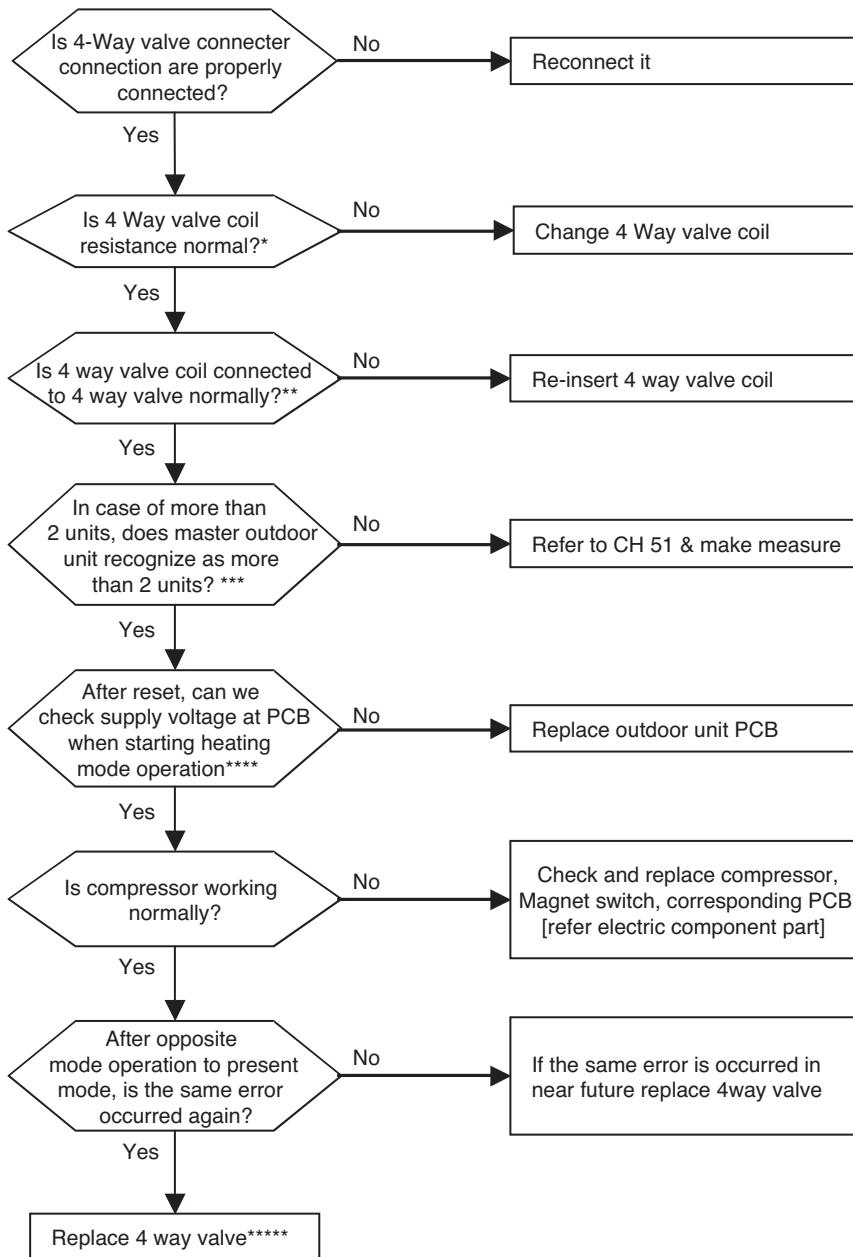 Is 4-Way valve connecter
connection are properly
connected?
No
Reconnect it
Yes
Is 4 Way valve coil
resistance normal?*
No
Change 4 Way valve coil
Yes
Is 4 way valve coil connected
to 4 way valve normally?**
No
Re-insert 4 way valve coil
Yes
In case of more than
2 units, does master outdoor
unit recognize as more
than 2 units? ***
No
Refer to CH 51 & make measure
Yes
After reset, can we
check supply voltage at PCB
when starting heating
mode operation****
No
Replace outdoor unit PCB
Yes
Is compressor working
normally?
No
Check and replace compressor,
Magnet switch, corresponding PCB
[refer electric component part]
Yes
After opposite
mode operation to present
mode, is the same error
occurred again?
No
If the same error is occurred in
near future replace 4way valve
Yes
Replace 4 way valve*****